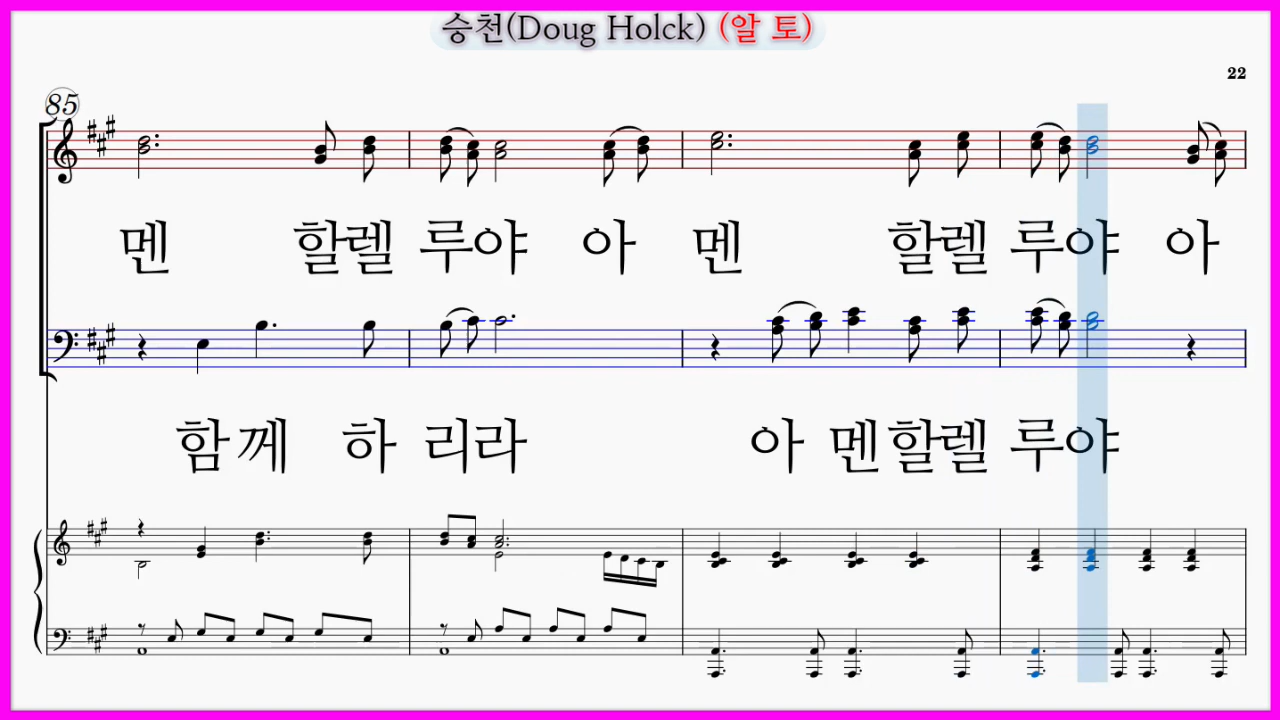 승천(Doug Holck) (알 토)
22
85
멘 할렐 루야 아 멘 할렐 루야 아
함께 하 리라 아 멘할렐 루야